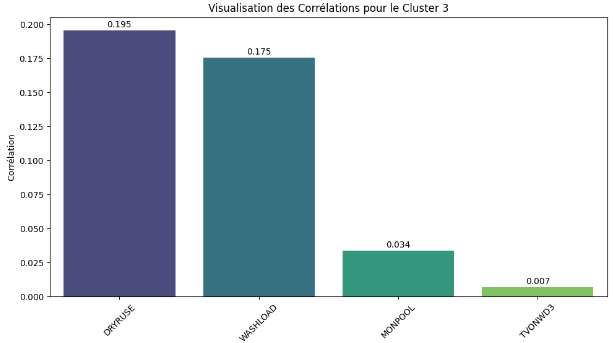 Visualisation des Corrélations pour le Cluster 3
0.200
0.175
0.150
0.125
0.100
0.075
0.050
0.025
0.000
Corrélation
0.195
0.175
0.034
0.007
DRYRUSE
WASHLOAD
MONPOOL
TVONWD3